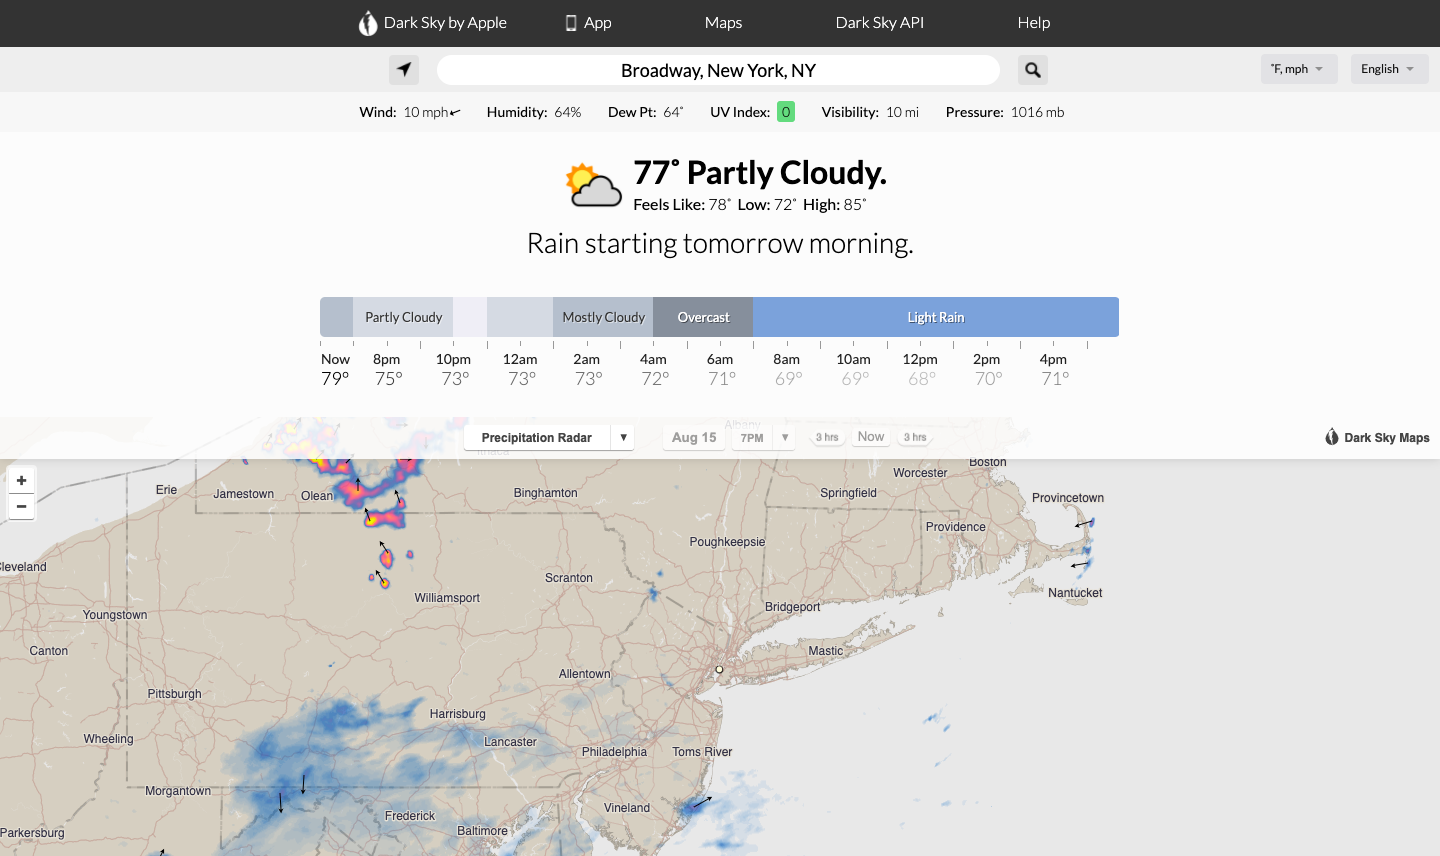 Dark Sky by Apple App Maps Dark Sky API Help
Broadway, New York, NY
˚F, mph English
Wind: 10 mph Humidity: 64% Dew Pt: 64˚ UV Index: 0 Visibility: 10 mi Pressure: 1016 mb
77˚ Partly Cloudy.
Feels Like: 78˚ Low: 72˚ High: 85˚
Rain starting tomorrow morning.
Partly Cloudy Mostly Cloudy Overcast Light Rain
Now 8pm 10pm 12am 2am 4am 6am 8am 10am 12pm 2pm 4pm
79° 75° 73° 73° 73° 72° 71° 69° 69° 68° 70° 71°
Albany
Precipitation Radar ▼ Aug 15 7PM ▼ 3 hrs Now 3 hrs Dark Sky Maps
Ithaca
Boston
+
Worcester
Erie Jamestown Olean Binghamton Springfield Provincetown
−
Providence
Poughkeepsie
Cleveland Scranton
Williamsport Nantucket
Youngstown Bridgeport
Canton Mastic
Allentown
Pittsburgh
Harrisburg
Wheeling Lancaster Philadelphia Toms River
Morgantown
Frederick Vineland
Parkersburg Baltimore